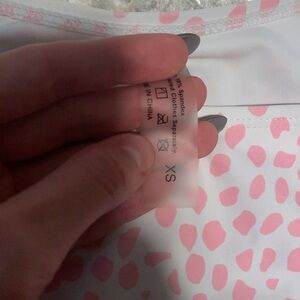 % Spandex
Clothes Separately
IN CHINA
XS